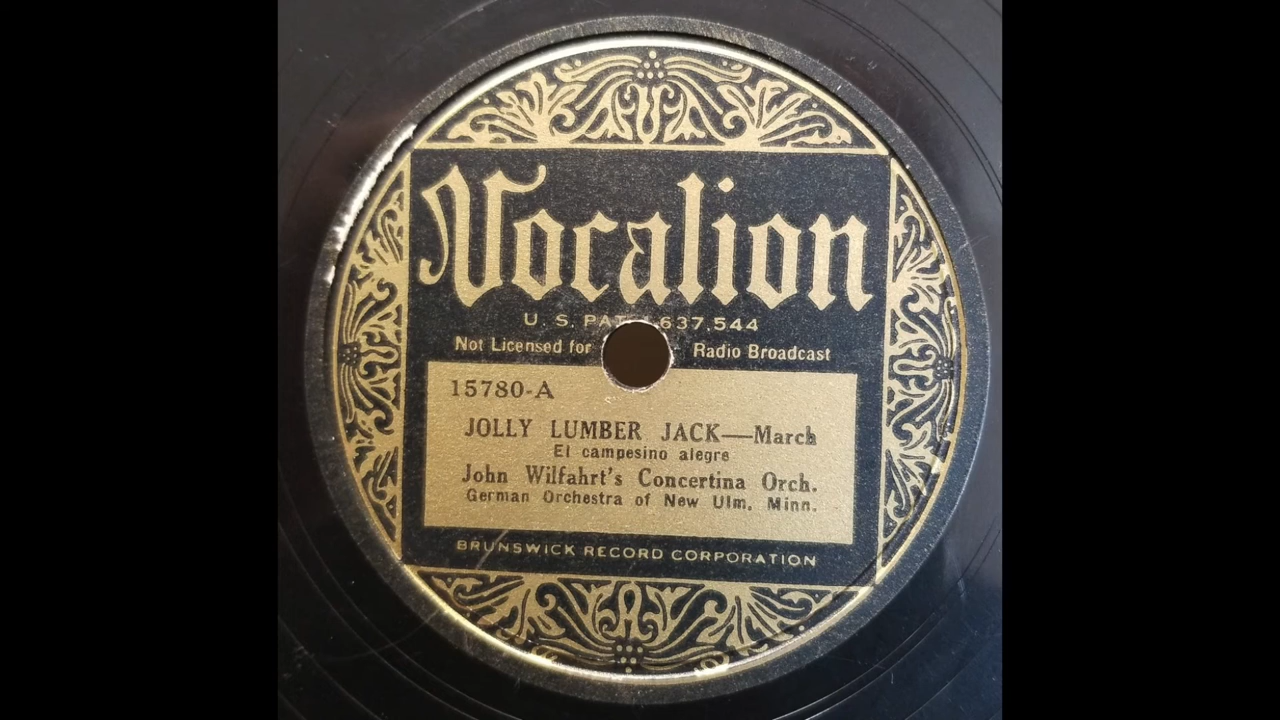 Vocalion
U. S. PAT. 1,637,544
Not Licensed for Radio Broadcast
15780-A
JOLLY LUMBER JACK—March
El campesino alegre
John Wilfahrt's Concertina Orch.
German Orchestra of New Ulm, Minn.
BRUNSWICK RECORD CORPORATION